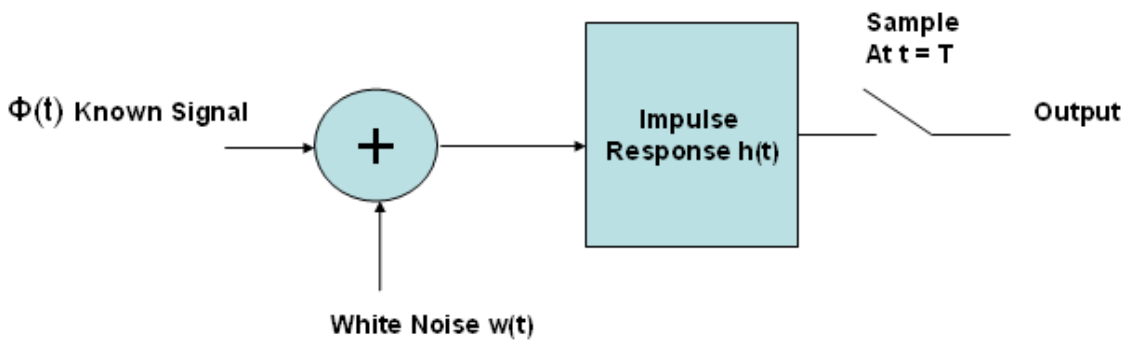 Φ(t) Known Signal
+
White Noise w(t)
Impulse
Response h(t)
Sample
At t = T
Output